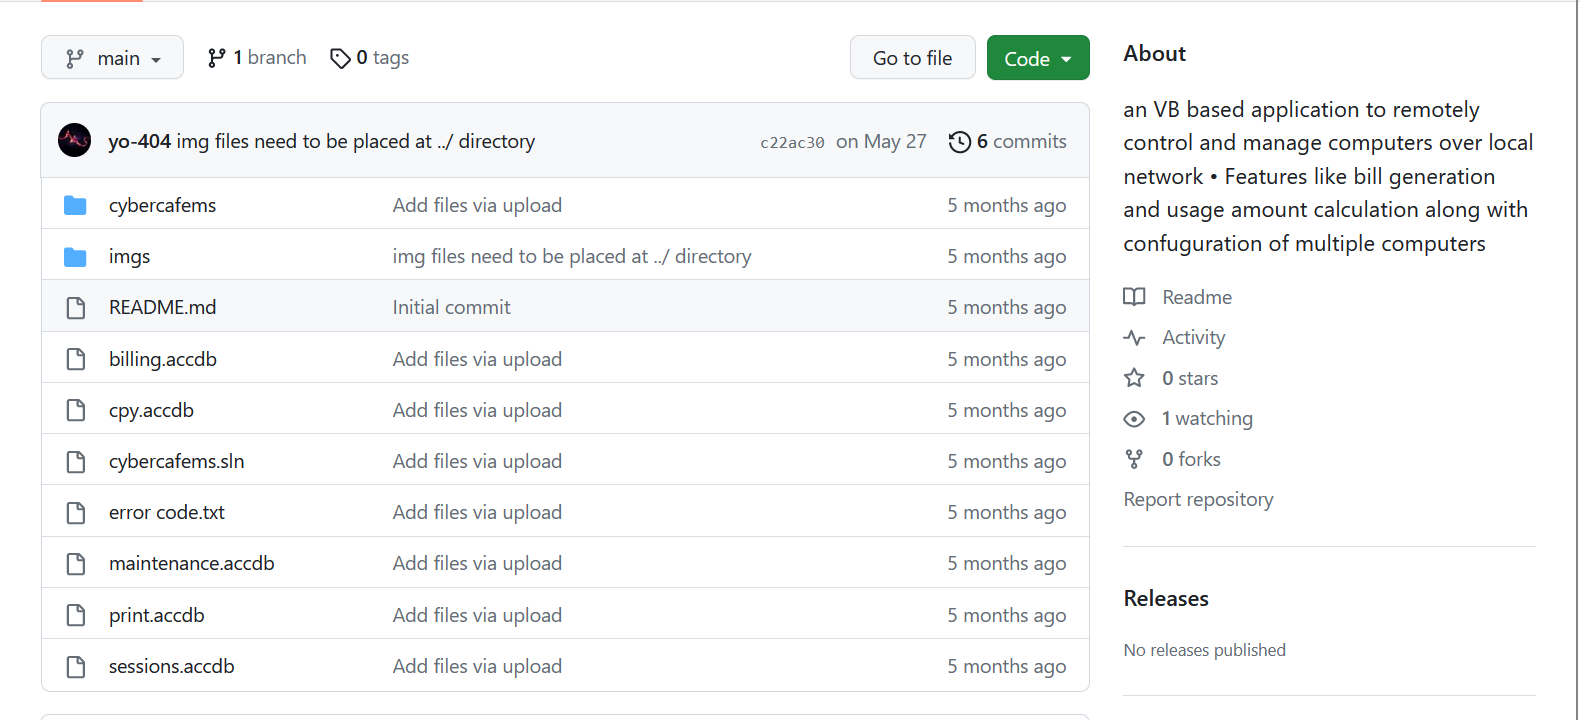 main
1 branch
0 tags
Go to file
Code
yo-404 img files need to be placed at ../ directory
c22ac30 on May 27
6 commits
cybercafems Add files via upload 5 months ago
imgs img files need to be placed at ../ directory 5 months ago
README.md Initial commit 5 months ago
billing.accdb Add files via upload 5 months ago
cpy.accdb Add files via upload 5 months ago
cybercafems.sln Add files via upload 5 months ago
error code.txt Add files via upload 5 months ago
maintenance.accdb Add files via upload 5 months ago
print.accdb Add files via upload 5 months ago
sessions.accdb Add files via upload 5 months ago
About
an VB based application to remotely
control and manage computers over local
network • Features like bill generation
and usage amount calculation along with
confuguration of multiple computers
Readme
Activity
0 stars
1 watching
0 forks
Report repository
Releases
No releases published